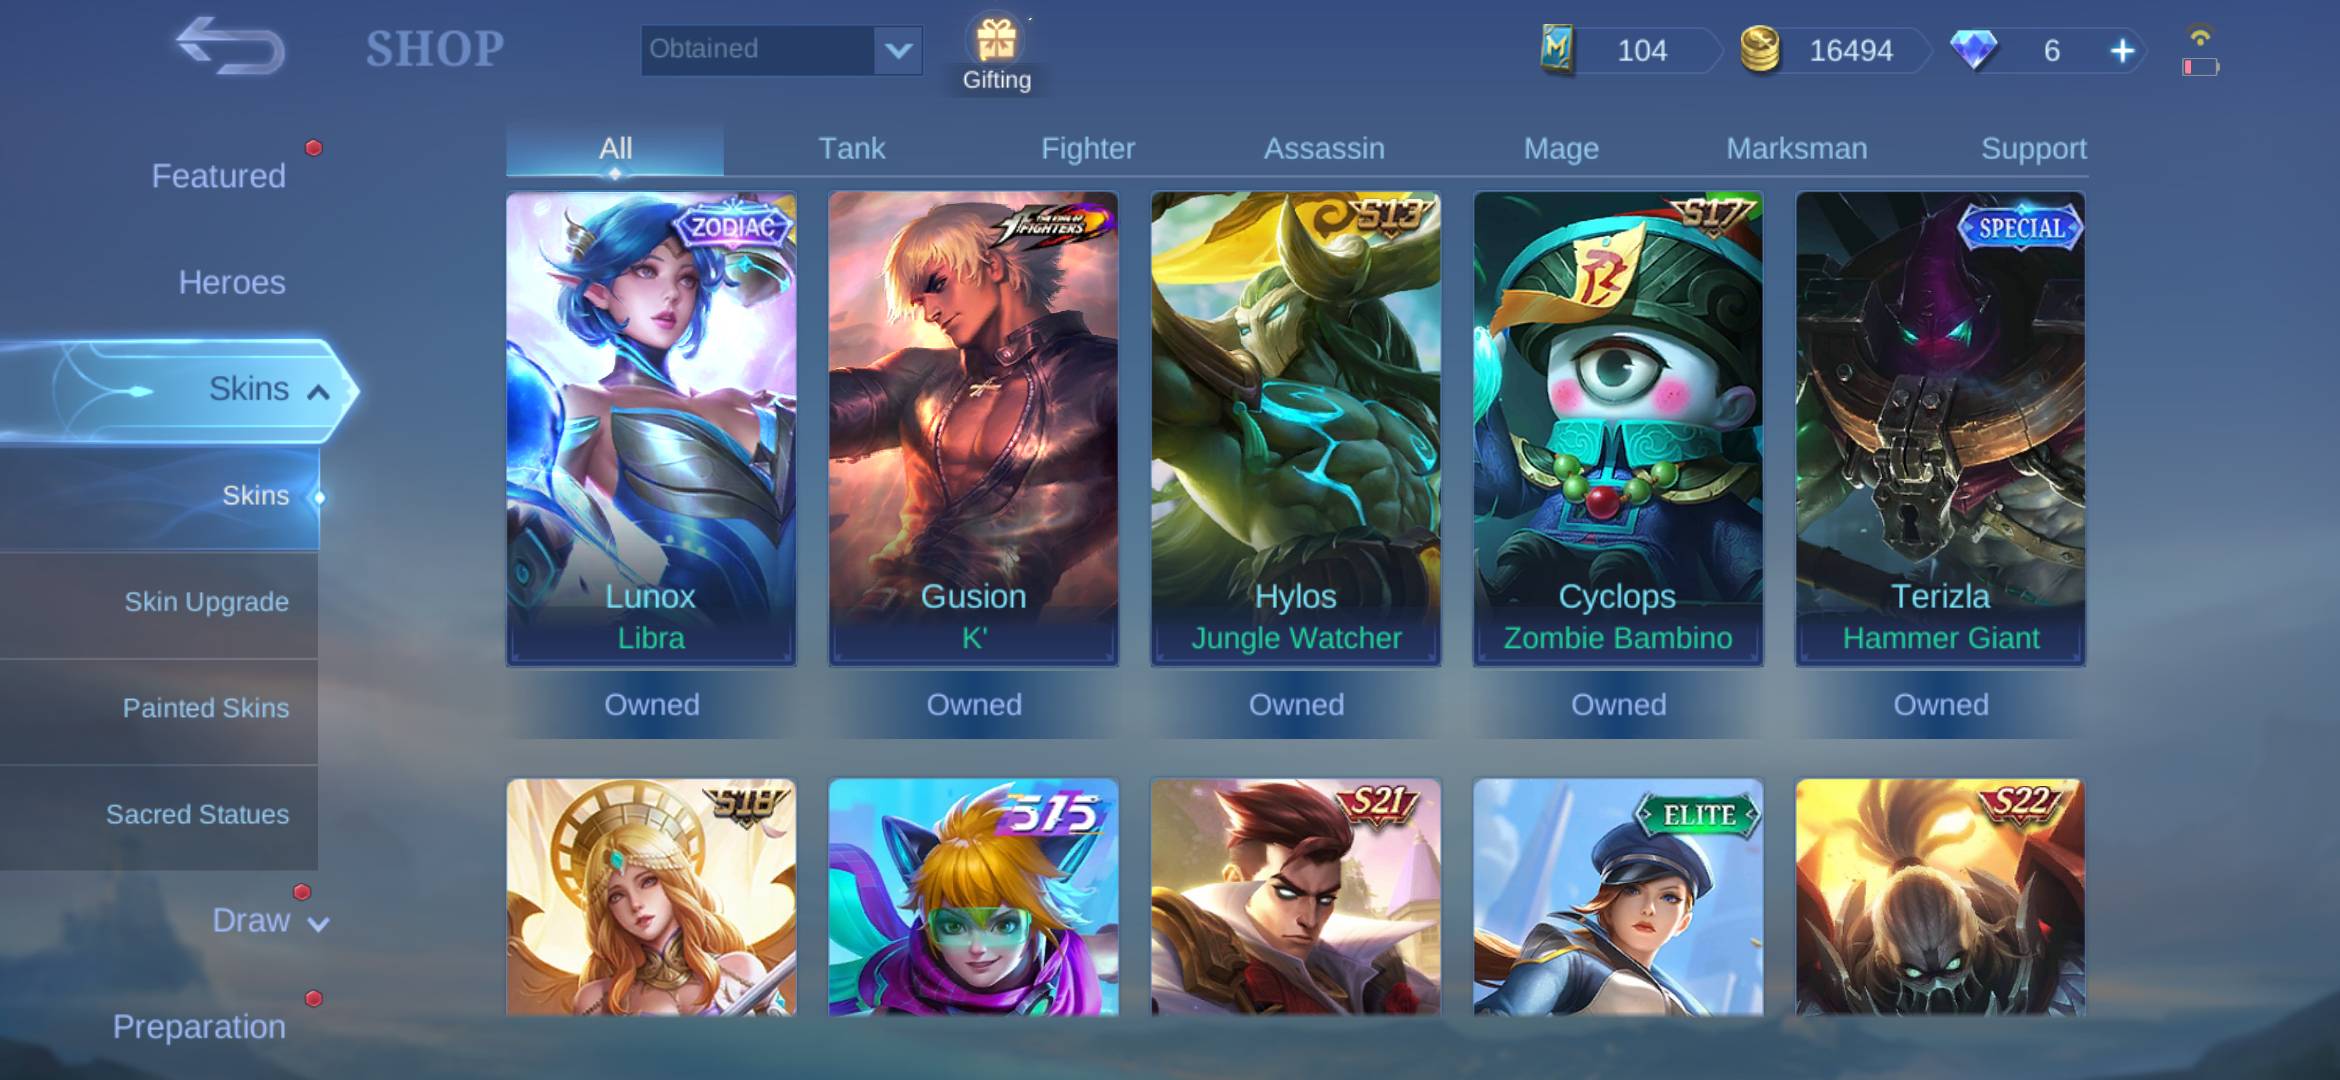 SHOP
Obtained
Gifting
104
16494
6
All
Tank
Fighter
Assassin
Mage
Marksman
Support
Featured
Heroes
Skins
Skins
Skin Upgrade
Painted Skins
Sacred Statues
Draw
Preparation
ZODIAC
Lunox
Libra
Owned
THE KING OF
FIGHTERS
Gusion
K'
Owned
S13
Hylos
Jungle Watcher
Owned
S17
Cyclops
Zombie Bambino
Owned
SPECIAL
Terizla
Hammer Giant
Owned
S18
515
S21
ELITE
S22